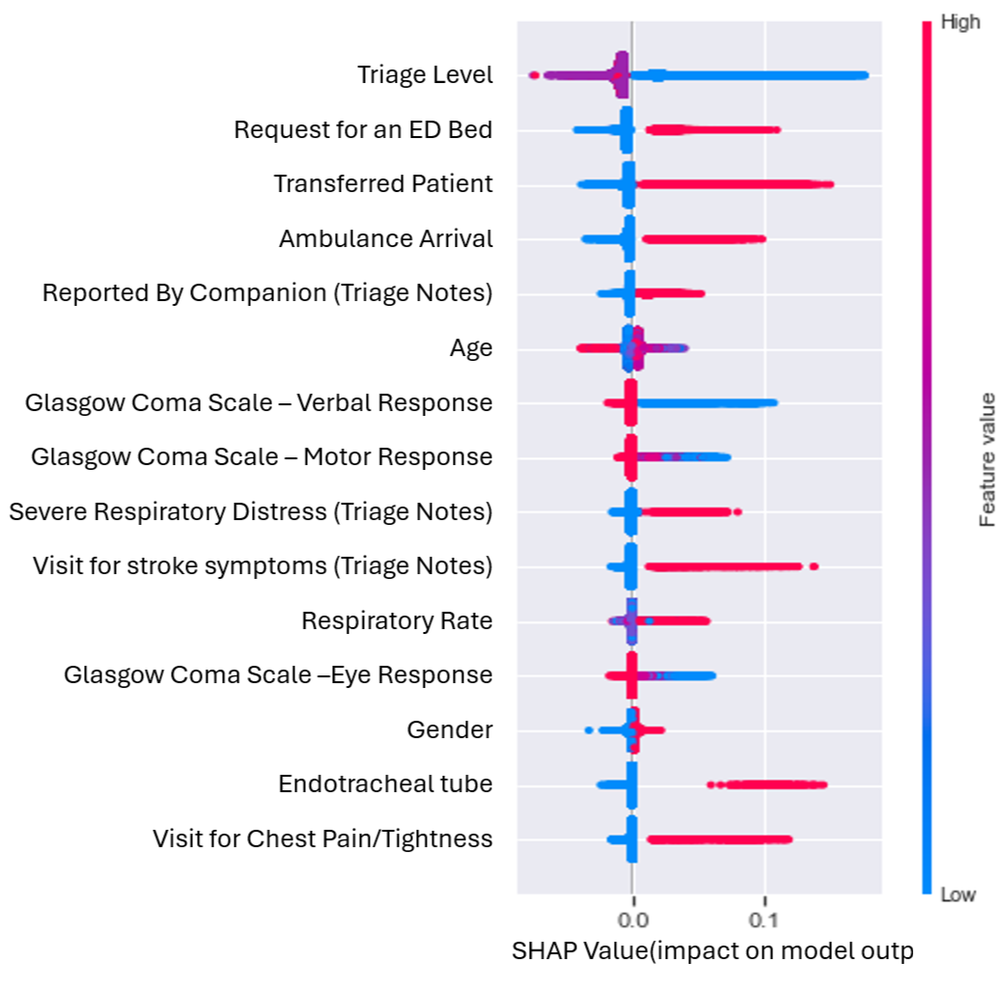 High
Triage Level
Request for an ED Bed
Transferred Patient
Ambulance Arrival
Reported By Companion (Triage Notes)
Age
Glasgow Coma Scale – Verbal Response
Glasgow Coma Scale – Motor Response
Severe Respiratory Distress (Triage Notes)
Visit for stroke symptoms (Triage Notes)
Respiratory Rate
Glasgow Coma Scale –Eye Response
Gender
Endotracheal tube
Visit for Chest Pain/Tightness
Feature value
Low
0.0 0.1
SHAP Value(impact on model outp